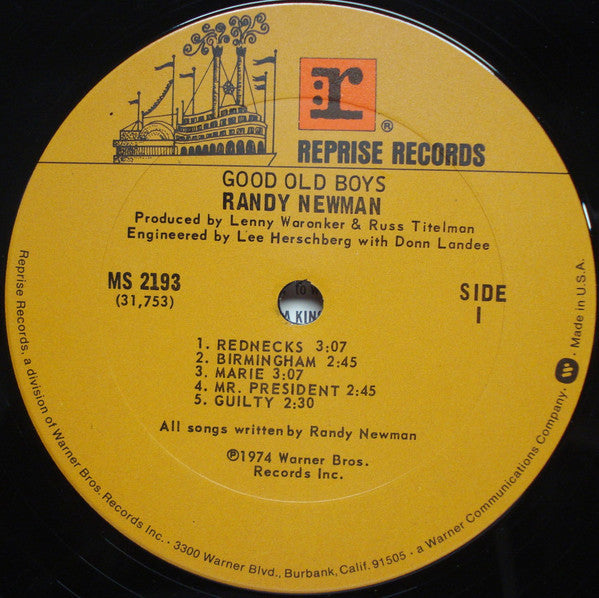 r
®
REPRISE RECORDS
GOOD OLD BOYS
RANDY NEWMAN
Produced by Lenny Waronker & Russ Titelman
Engineered by Lee Herschberg with Donn Landee
MS 2193
(31,753)
SIDE
1
A KING
1. REDNECKS 3:07
2. BIRMINGHAM 2:45
3. MARIE 3:07
4. MR. PRESIDENT 2:45
5. GUILTY 2:30
All songs written by Randy Newman
℗1974 Warner Bros.
Records Inc.
Reprise Records, a division of Warner Bros. Records Inc. · 3300 Warner Blvd., Burbank, Calif. 91505 · a Warner Communications Company. W · Made in U.S.A.